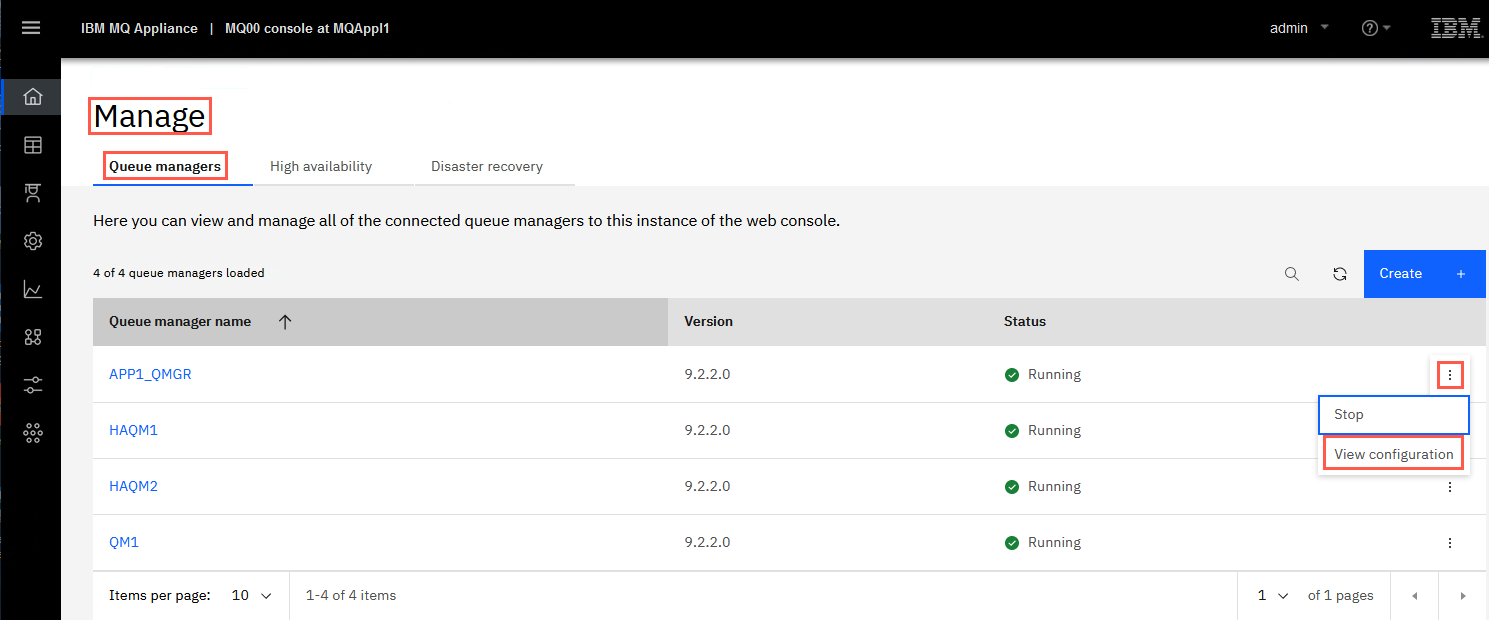 IBM MQ Appliance | MQ00 console at MQAppl1 admin IBM
Manage
Queue managers High availability Disaster recovery
Here you can view and manage all of the connected queue managers to this instance of the web console.
4 of 4 queue managers loaded Create +
Queue manager name Version Status
APP1_QMGR 9.2.2.0 Running
Stop
HAQM1 9.2.2.0 Running
View configuration
HAQM2 9.2.2.0 Running
QM1 9.2.2.0 Running
Items per page: 10 1-4 of 4 items 1 of 1 pages